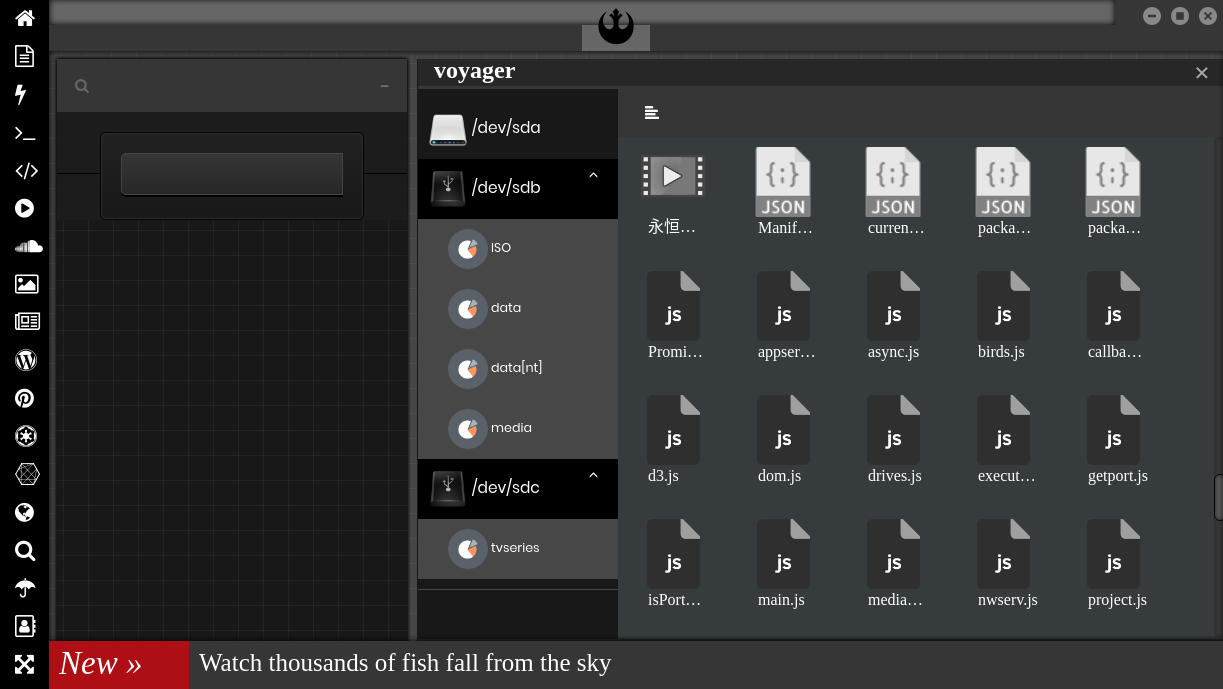 voyager
/dev/sda
/dev/sdb
ISO
data
data[nt]
media
/dev/sdc
tvseries
永恒…
Manif…
curren…
packa…
packa…
{:} JSON
{:} JSON
{:} JSON
{:} JSON
Promi…
appser…
async.js
birds.js
callba…
js
js
js
js
js
d3.js
dom.js
drives.js
execut…
getport.js
js
js
js
js
js
isPort…
main.js
media…
nwserv.js
project.js
js
js
js
js
js
New »
Watch thousands of fish fall from the sky